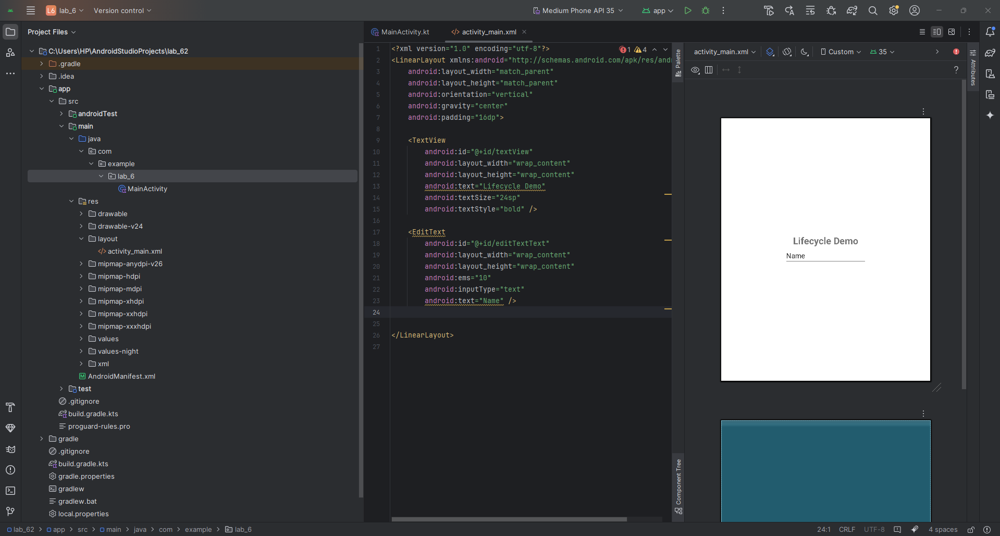 L6 lab_6 Version control Medium Phone API 35 app
Project Files
C:\Users\HP\AndroidStudioProjects\lab_62
.gradle
.idea
app
src
androidTest
main
java
com
example
lab_6
MainActivity
res
drawable
drawable-v24
layout
activity_main.xml
mipmap-anydpi-v26
mipmap-hdpi
mipmap-mdpi
mipmap-xhdpi
mipmap-xxhdpi
mipmap-xxxhdpi
values
values-night
xml
AndroidManifest.xml
test
.gitignore
build.gradle.kts
proguard-rules.pro
gradle
.gitignore
build.gradle.kts
gradle.properties
gradlew
gradlew.bat
local.properties
MainActivity.kt activity_main.xml
1 <?xml version="1.0" encoding="utf-8"?> 1 4
2 <LinearLayout xmlns:android="http://schemas.android.com/apk/res/and
3 android:layout_width="match_parent"
4 android:layout_height="match_parent"
5 android:orientation="vertical"
6 android:gravity="center"
7 android:padding="16dp">
8
9 <TextView
10 android:id="@+id/textView"
11 android:layout_width="wrap_content"
12 android:layout_height="wrap_content"
13 android:text="Lifecycle Demo"
14 android:textSize="24sp"
15 android:textStyle="bold" />
16
17 <EditText
18 android:id="@+id/editTextText"
19 android:layout_width="wrap_content"
20 android:layout_height="wrap_content"
21 android:ems="10"
22 android:inputType="text"
23 android:text="Name" />
24
25
26 </LinearLayout>
27
Palette
Component Tree
activity_main.xml Custom 35
?
Attributes
Lifecycle Demo
Name
lab_62 app src main java com example lab_6 24:1 CRLF UTF-8 4 spaces